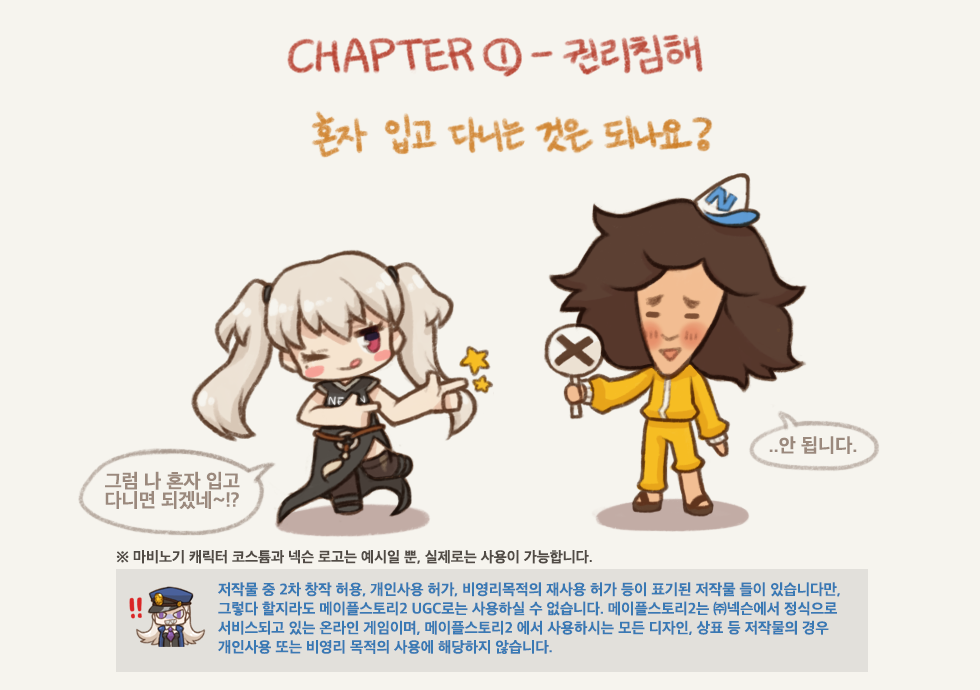 CHAPTER ① - 권리침해
혼자 입고 다니는 것은 되나요?
N
NE
그럼 나 혼자 입고
다니면 되겠네~!?
..안 됩니다.
※ 마비노기 캐릭터 코스튬과 넥슨 로고는 예시일 뿐, 실제로는 사용이 가능합니다.
!!
저작물 중 2차 창작 허용, 개인사용 허가, 비영리목적의 재사용 허가 등이 표기된 저작물 들이 있습니다만,
그렇다 할지라도 메이플스토리2 UGC로는 사용하실 수 없습니다. 메이플스토리2는 ㈜넥슨에서 정식으로
서비스되고 있는 온라인 게임이며, 메이플스토리2 에서 사용하시는 모든 디자인, 상표 등 저작물의 경우
개인사용 또는 비영리 목적의 사용에 해당하지 않습니다.